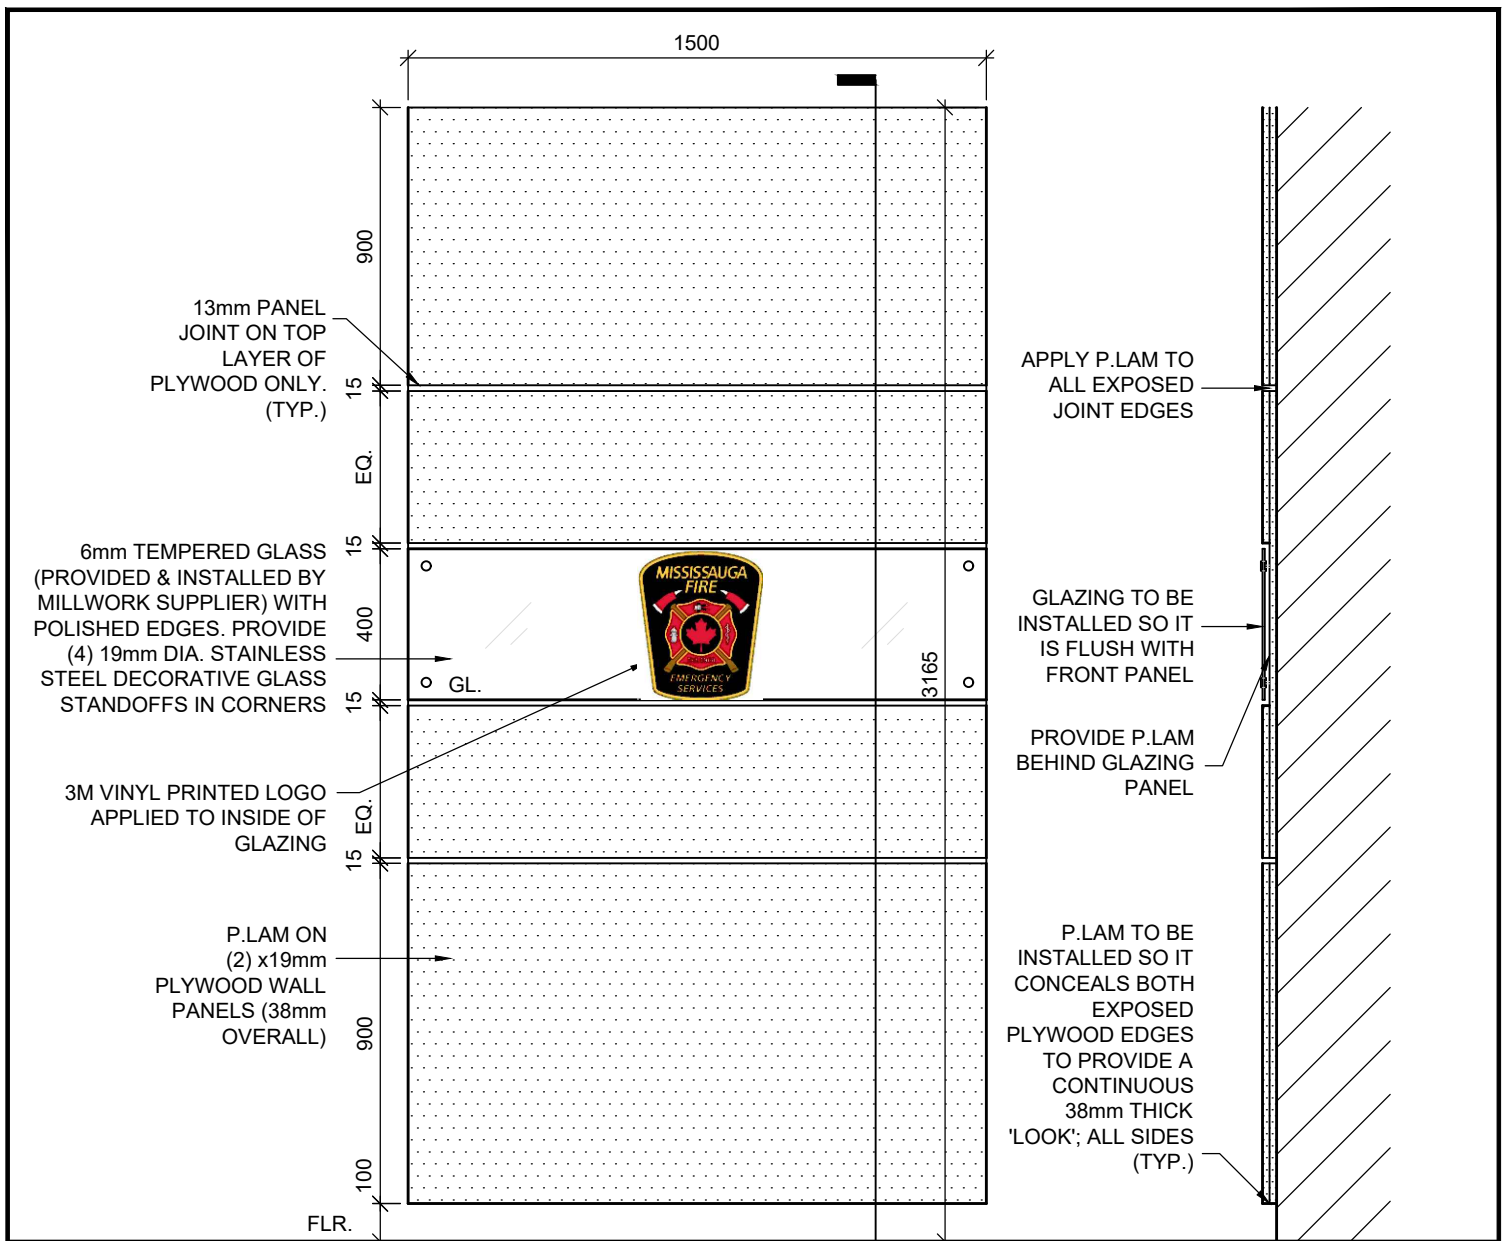 1500
900
13mm PANEL
JOINT ON TOP
LAYER OF
PLYWOOD ONLY.
(TYP.)
15
EQ.
15
6mm TEMPERED GLASS
(PROVIDED & INSTALLED BY
MILLWORK SUPPLIER) WITH
POLISHED EDGES. PROVIDE
(4) 19mm DIA. STAINLESS
STEEL DECORATIVE GLASS
STANDOFFS IN CORNERS
400
GL.
MISSISSAUGA
FIRE
EMERGENCY
SERVICES
3165
15
3M VINYL PRINTED LOGO
APPLIED TO INSIDE OF
GLAZING
EQ.
15
P.LAM ON
(2) x19mm
PLYWOOD WALL
PANELS (38mm
OVERALL)
900
100
FLR.
APPLY P.LAM TO
ALL EXPOSED
JOINT EDGES
GLAZING TO BE
INSTALLED SO IT
IS FLUSH WITH
FRONT PANEL
PROVIDE P.LAM
BEHIND GLAZING
PANEL
P.LAM TO BE
INSTALLED SO IT
CONCEALS BOTH
EXPOSED
PLYWOOD EDGES
TO PROVIDE A
CONTINUOUS
38mm THICK
'LOOK'; ALL SIDES
(TYP.)